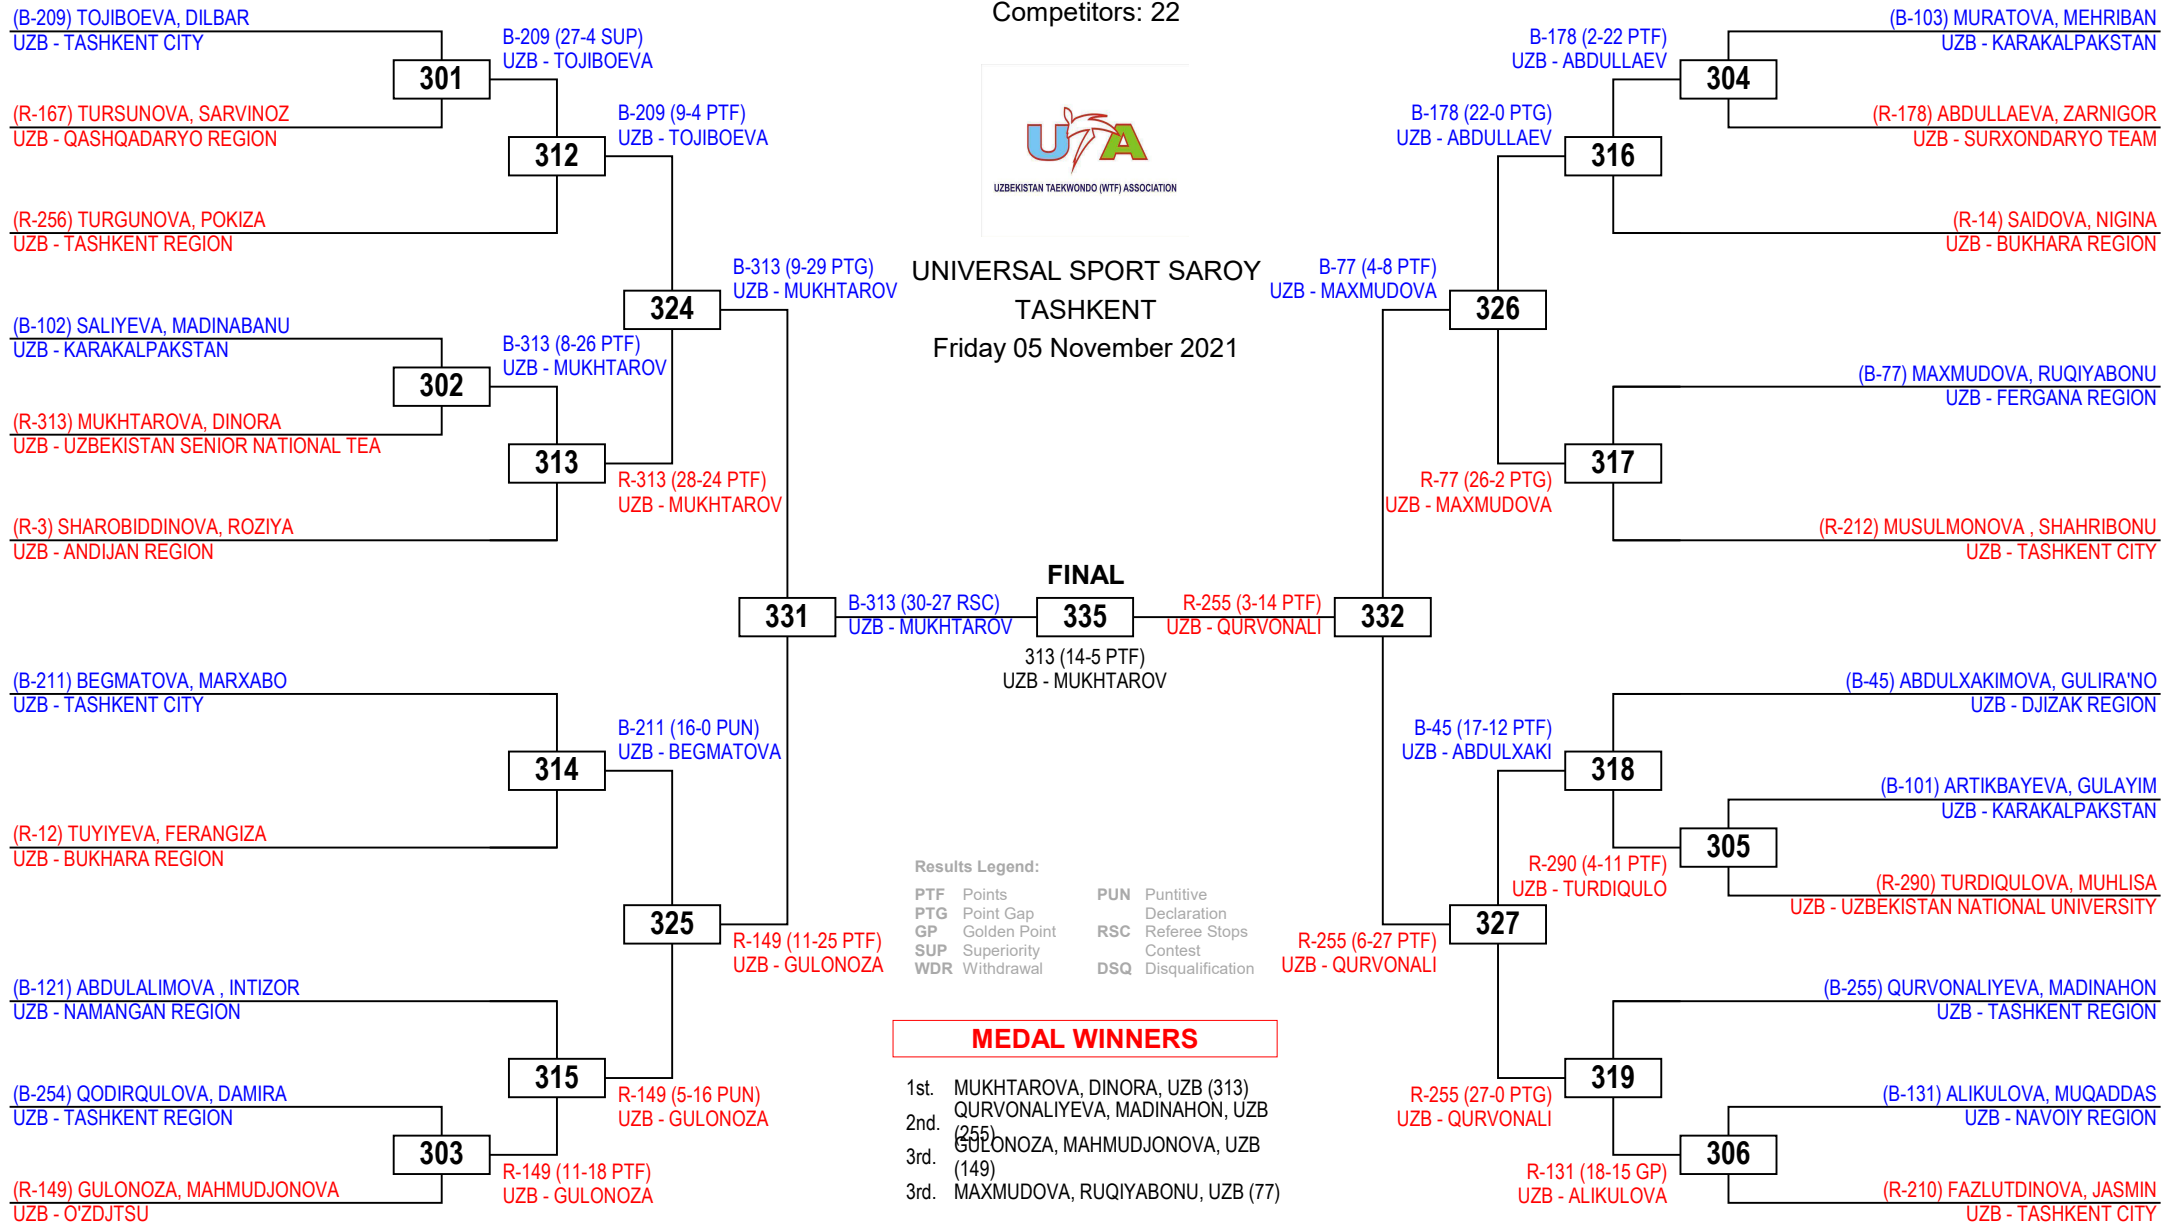 Competitors: 22
(B-209) TOJIBOEVA, DILBAR
UZB - TASHKENT CITY
301
B-209 (27-4 SUP)
UZB - TOJIBOEVA
(R-167) TURSUNOVA, SARVINOZ
UZB - QASHQADARYO REGION
312
B-209 (9-4 PTF)
UZB - TOJIBOEVA
(R-256) TURGUNOVA, POKIZA
UZB - TASHKENT REGION
324
B-313 (9-29 PTG)
UZB - MUKHTAROV
(B-102) SALIYEVA, MADINABANU
UZB - KARAKALPAKSTAN
302
B-313 (8-26 PTF)
UZB - MUKHTAROV
(R-313) MUKHTAROVA, DINORA
UZB - UZBEKISTAN SENIOR NATIONAL TEA
313
R-313 (28-24 PTF)
UZB - MUKHTAROV
(R-3) SHAROBIDDINOVA, ROZIYA
UZB - ANDIJAN REGION
331
B-313 (30-27 RSC)
UZB - MUKHTAROV
(B-211) BEGMATOVA, MARXABO
UZB - TASHKENT CITY
314
B-211 (16-0 PUN)
UZB - BEGMATOVA
(R-12) TUYIYEVA, FERANGIZA
UZB - BUKHARA REGION
325
R-149 (11-25 PTF)
UZB - GULONOZA
(B-121) ABDULALIMOVA , INTIZOR
UZB - NAMANGAN REGION
315
R-149 (5-16 PUN)
UZB - GULONOZA
(B-254) QODIRQULOVA, DAMIRA
UZB - TASHKENT REGION
303
R-149 (11-18 PTF)
UZB - GULONOZA
(R-149) GULONOZA, MAHMUDJONOVA
UZB - O'ZDJTSU
UTA
UZBEKISTAN TAEKWONDO (WTF) ASSOCIATION
UNIVERSAL SPORT SAROY
TASHKENT
Friday 05 November 2021
FINAL
335
313 (14-5 PTF)
UZB - MUKHTAROV
Results Legend:
PTF Points
PTG Point Gap
GP Golden Point
SUP Superiority
WDR Withdrawal
PUN Puntitive
Declaration
RSC Referee Stops
Contest
DSQ Disqualification
MEDAL WINNERS
1st. MUKHTAROVA, DINORA, UZB (313)
2nd. QURVONALIYEVA, MADINAHON, UZB
(255)
3rd. GULONOZA, MAHMUDJONOVA, UZB
(149)
3rd. MAXMUDOVA, RUQIYABONU, UZB (77)
(B-103) MURATOVA, MEHRIBAN
UZB - KARAKALPAKSTAN
B-178 (2-22 PTF)
UZB - ABDULLAEV
304
(R-178) ABDULLAEVA, ZARNIGOR
UZB - SURXONDARYO TEAM
B-178 (22-0 PTG)
UZB - ABDULLAEV
316
(R-14) SAIDOVA, NIGINA
UZB - BUKHARA REGION
B-77 (4-8 PTF)
UZB - MAXMUDOVA
326
(B-77) MAXMUDOVA, RUQIYABONU
UZB - FERGANA REGION
317
R-77 (26-2 PTG)
UZB - MAXMUDOVA
(R-212) MUSULMONOVA , SHAHRIBONU
UZB - TASHKENT CITY
R-255 (3-14 PTF)
UZB - QURVONALI
332
(B-45) ABDULXAKIMOVA, GULIRA'NO
UZB - DJIZAK REGION
B-45 (17-12 PTF)
UZB - ABDULXAKI
318
(B-101) ARTIKBAYEVA, GULAYIM
UZB - KARAKALPAKSTAN
305
R-290 (4-11 PTF)
UZB - TURDIQULO
(R-290) TURDIQULOVA, MUHLISA
UZB - UZBEKISTAN NATIONAL UNIVERSITY
327
R-255 (6-27 PTF)
UZB - QURVONALI
(B-255) QURVONALIYEVA, MADINAHON
UZB - TASHKENT REGION
319
R-255 (27-0 PTG)
UZB - QURVONALI
(B-131) ALIKULOVA, MUQADDAS
UZB - NAVOIY REGION
306
R-131 (18-15 GP)
UZB - ALIKULOVA
(R-210) FAZLUTDINOVA, JASMIN
UZB - TASHKENT CITY